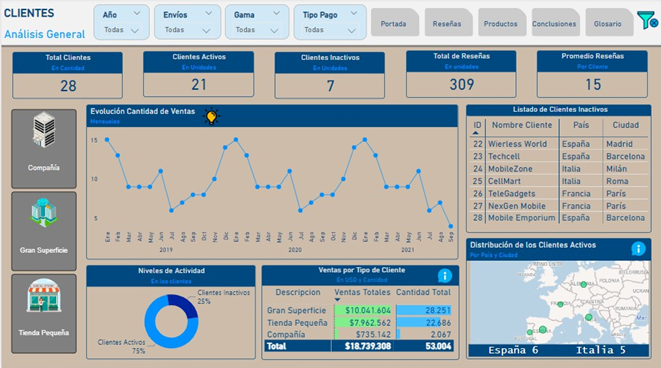 CLIENTES
Análisis General
Año
Todas
Envíos
Todas
Gama
Todas
Tipo Pago
Todas
Portada
Reseñas
Productos
Conclusiones
Glosario
Total Clientes
En Cantidad
28
Clientes Activos
En Unidades
21
Clientes Inactivos
En Unidades
7
Total de Reseñas
En unidades
309
Promedio Reseñas
Por Cliente
15
Compañía
Gran Superficie
Tienda Pequeña
Evolución Cantidad de Ventas
Mensuales
15
10
5
Ene Feb Mar Abr May Jun Jul Ago Sep Oct Nov Dic Ene Feb Mar Abr May Jun Jul Ago Sep Oct Nov Dic Ene Feb Mar Abr May Jun Jul Ago Sep
2019 2020 2021
Listado de Clientes Inactivos
ID Nombre Cliente País Ciudad
22 Wierless World España Madrid
23 Techcell España Barcelona
24 MobileZone Italia Milán
25 CellMart Italia Roma
26 TeleGadgets Francia París
27 NexGen Mobile Francia París
28 Mobile Emporium España Barcelona
Niveles de Actividad
En los clientes
Clientes Inactivos
25%
Clientes Activos
75%
Ventas por Tipo de Cliente
En USD y Cantidad
Descripcion Ventas Totales Cantidad Total
Gran Superficie $10.041.604 28.251
Tienda Pequeña $7.962.562 22.686
Compañía $735.142 2.067
Total $18.739.308 53.004
Distribución de los Clientes Activos
Por País y Ciudad
España 6 Italia 5